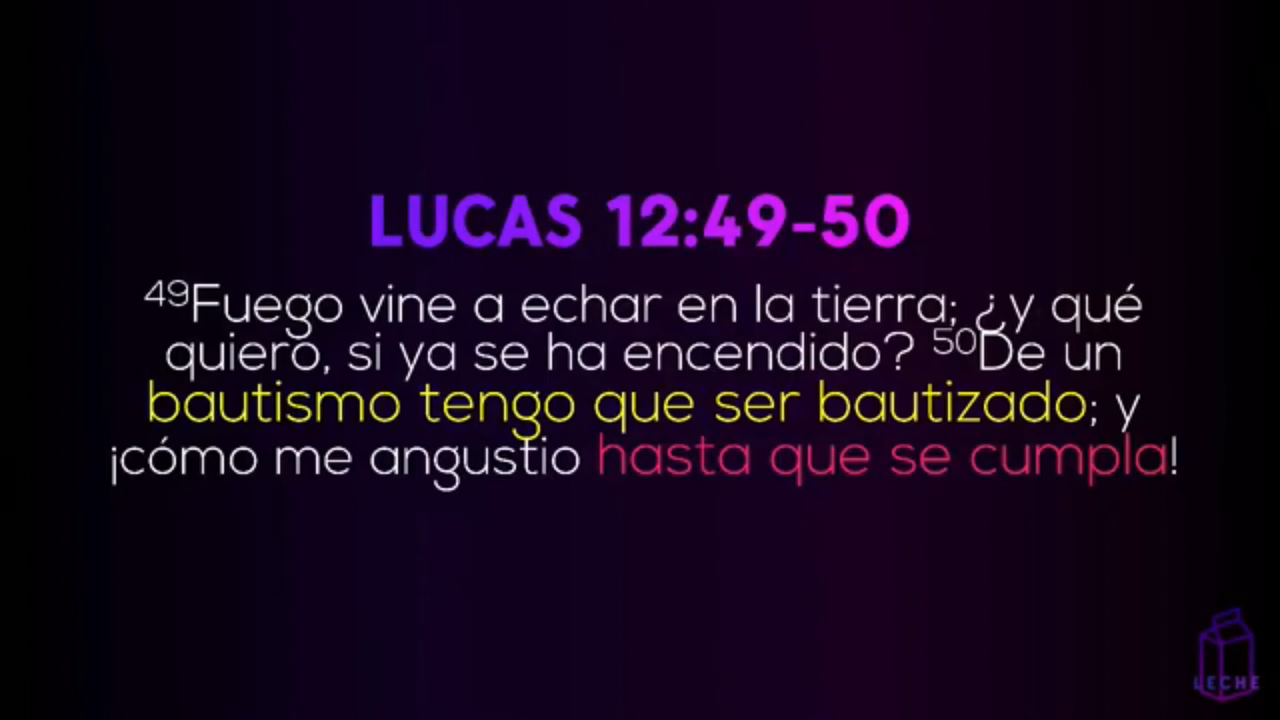 LUCAS 12:49-50
49Fuego vine a echar en la tierra; ¿y qué
quiero, si ya se ha encendido? 50De un
bautismo tengo que ser bautizado; y
¡cómo me angustio hasta que se cumpla!
LECHE